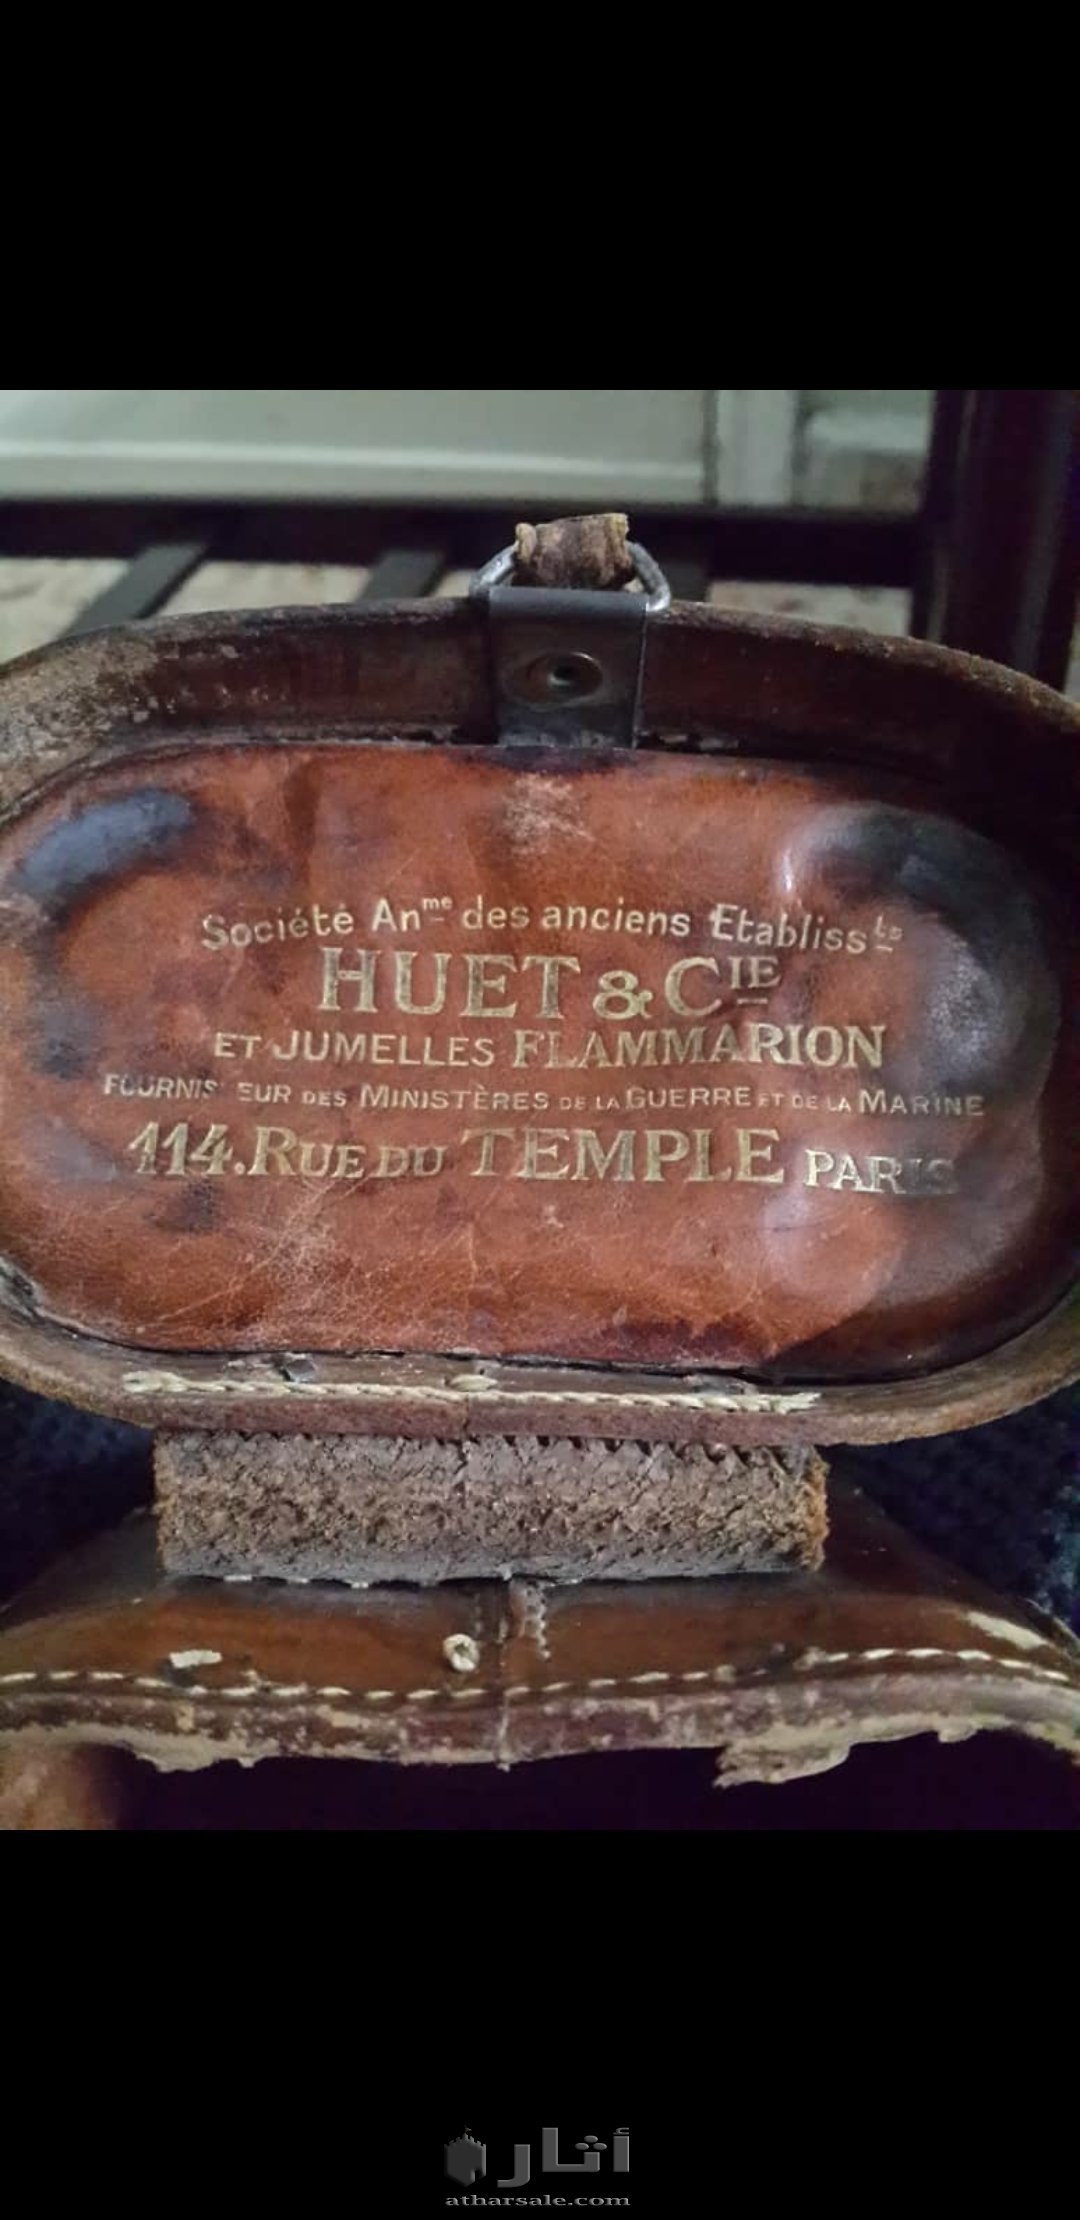 Société Anme des anciens Etablissts
HUET & CIE
ET JUMELLES FLAMMARION
FOURNISSEUR DES MINISTÈRES DE LA GUERRE ET DE LA MARINE
114. RUE DU TEMPLE PARIS
أثار
atharsale.com